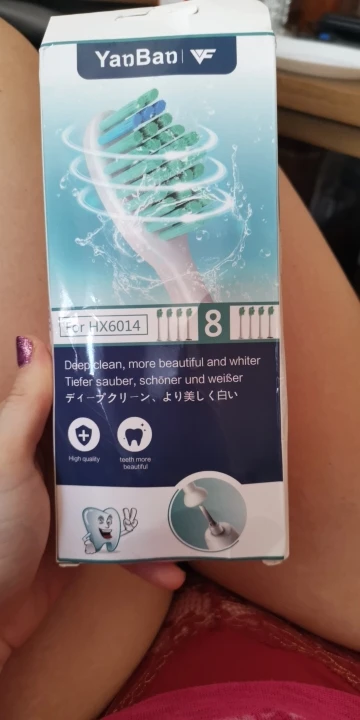 YanBan VF
For HX6014
8
Deep clean, more beautiful and whiter
Tiefer sauber, schöner und weißer
ディープクリーン、より美しく白い
High quality
teeth more
beautiful